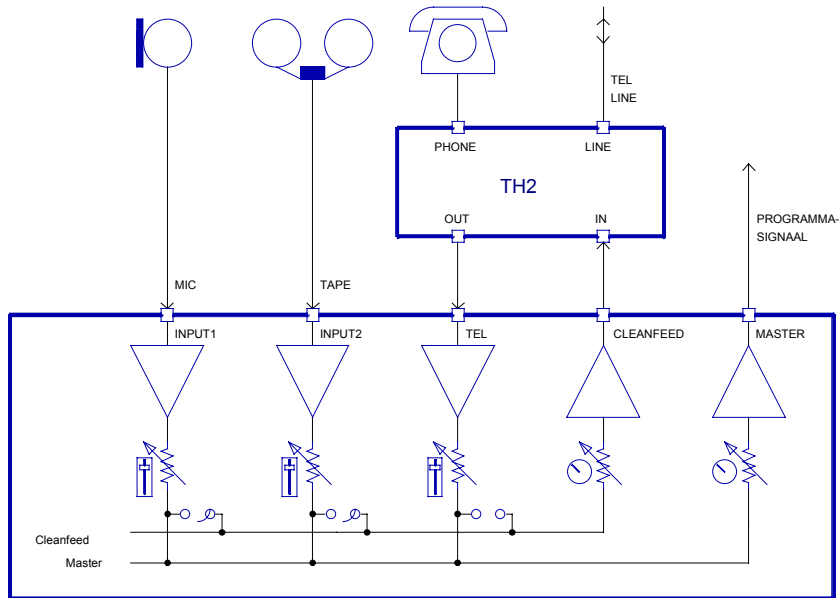 TEL
LINE
PHONE
LINE
TH2
OUT
IN
PROGRAMMA-
SIGNAAL
MIC
TAPE
INPUT1
INPUT2
TEL
CLEANFEED
MASTER
Cleanfeed
Master